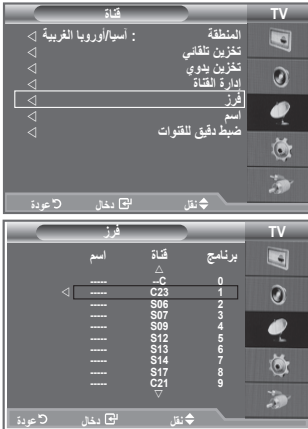 TV
قناة
المنطقة : آسيا/أوروبا الغربية
تخزين تلقائي
تخزين يدوي
إدارة القناة
فرز
اسم
ضبط دقيق للقنوات
نقل دخال عودة
TV
فرز
برنامج قناة اسم
0 C-- -----
1 C23 -----
2 S06 -----
3 S07 -----
4 S09 -----
5 S12 -----
6 S13 -----
7 S14 -----
8 S17 -----
9 C21 -----
نقل دخال عودة